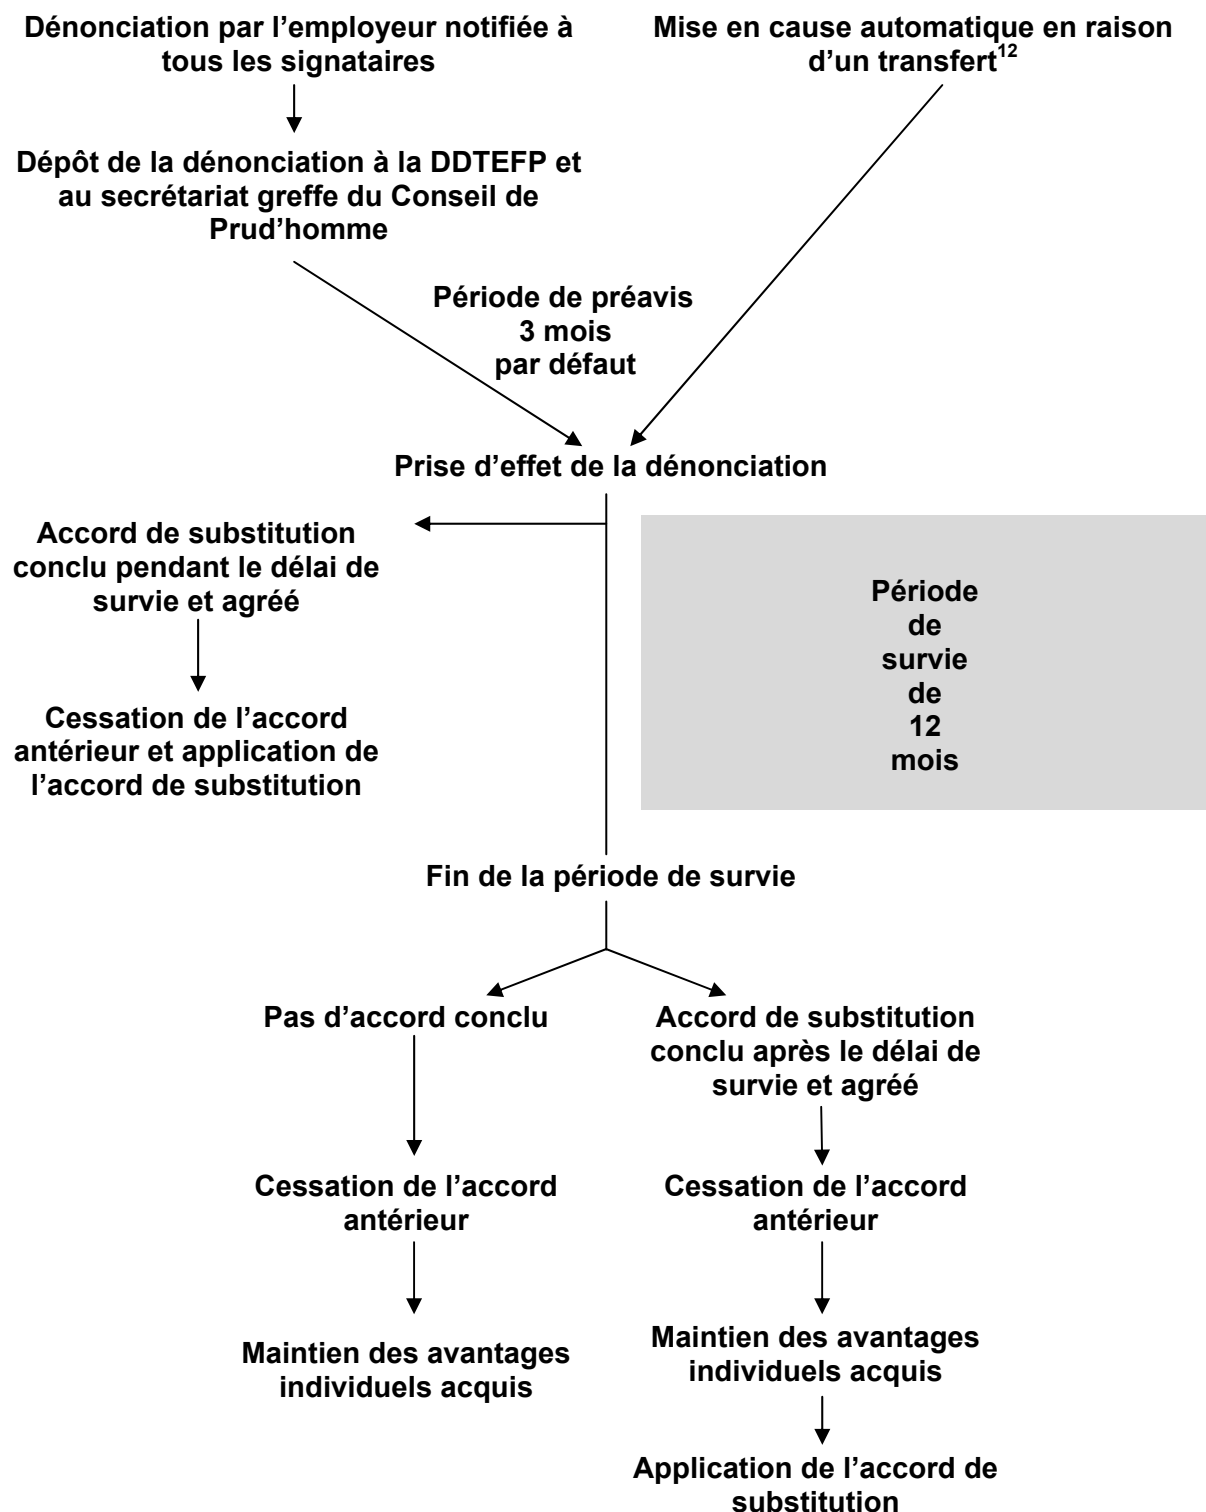 Dénonciation par l’employeur notifiée à
tous les signataires
Mise en cause automatique en raison
d’un transfert12
Dépôt de la dénonciation à la DDTEFP et
au secrétariat greffe du Conseil de
Prud’homme
Période de préavis
3 mois
par défaut
Prise d’effet de la dénonciation
Accord de substitution
conclu pendant le délai de
survie et agréé
Cessation de l’accord
antérieur et application de
l’accord de substitution
Période
de
survie
de
12
mois
Fin de la période de survie
Pas d’accord conclu
Accord de substitution
conclu après le délai de
survie et agréé
Cessation de l’accord
antérieur
Cessation de l’accord
antérieur
Maintien des avantages
individuels acquis
Maintien des avantages
individuels acquis
Application de l’accord de
substitution